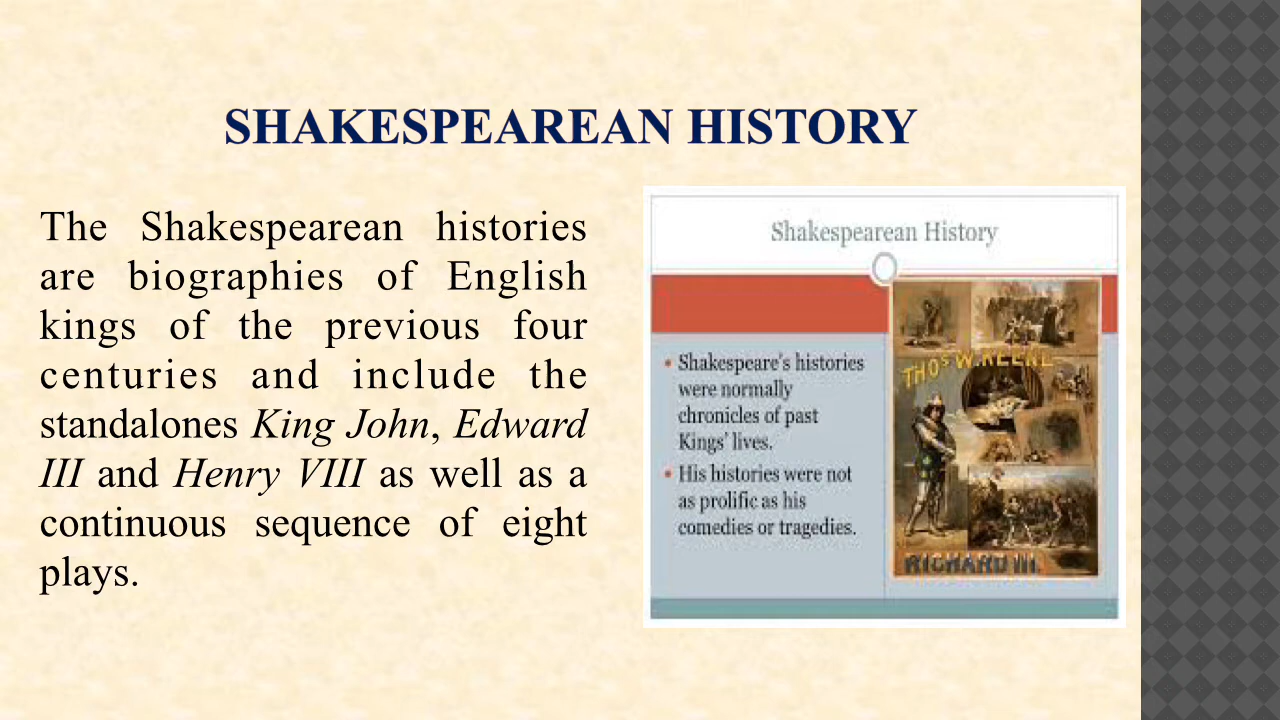 SHAKESPEAREAN HISTORY
The Shakespearean histories
are biographies of English
kings of the previous four
centuries and include the
standalones King John, Edward
III and Henry VIII as well as a
continuous sequence of eight
plays.
Shakespearean History
• Shakespeare's histories
were normally
chronicles of past
Kings' lives.
• His histories were not
as prolific as his
comedies or tragedies.
THOS W. KEENE
RICHARD III.